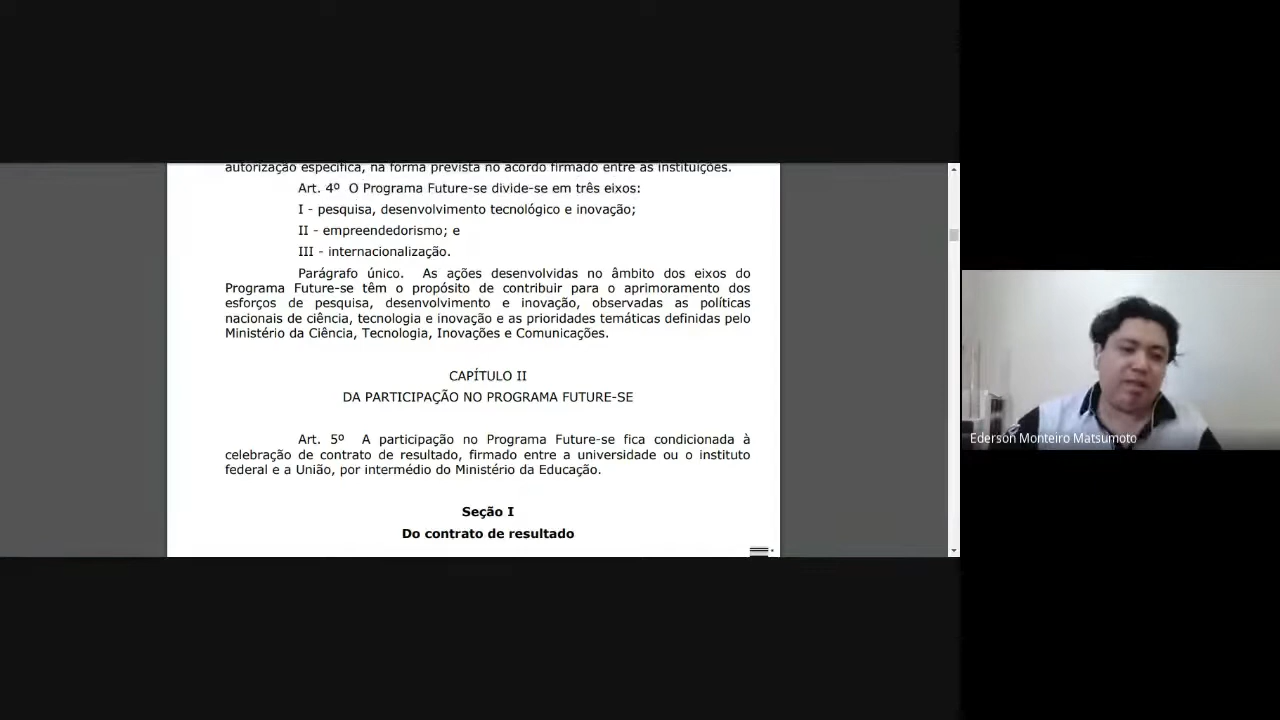 autorização específica, na forma prevista no acordo firmado entre as instituições.
Art. 4º O Programa Future-se divide-se em três eixos:
I - pesquisa, desenvolvimento tecnológico e inovação;
II - empreendedorismo; e
III - internacionalização.
Parágrafo único. As ações desenvolvidas no âmbito dos eixos do
Programa Future-se têm o propósito de contribuir para o aprimoramento dos
esforços de pesquisa, desenvolvimento e inovação, observadas as políticas
nacionais de ciência, tecnologia e inovação e as prioridades temáticas definidas pelo
Ministério da Ciência, Tecnologia, Inovações e Comunicações.
CAPÍTULO II
DA PARTICIPAÇÃO NO PROGRAMA FUTURE-SE
Art. 5º A participação no Programa Future-se fica condicionada à
celebração de contrato de resultado, firmado entre a universidade ou o instituto
federal e a União, por intermédio do Ministério da Educação.
Seção I
Do contrato de resultado
Ederson Monteiro Matsumoto